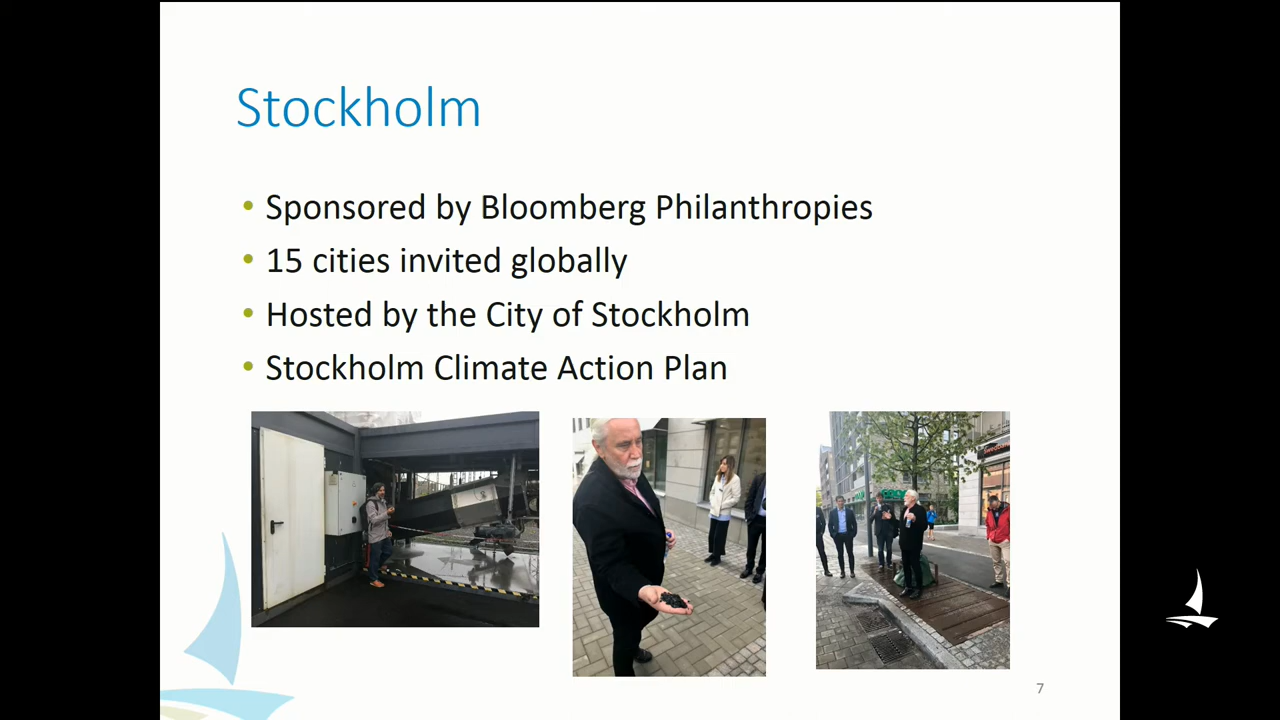 Stockholm
• Sponsored by Bloomberg Philanthropies
• 15 cities invited globally
• Hosted by the City of Stockholm
• Stockholm Climate Action Plan
7